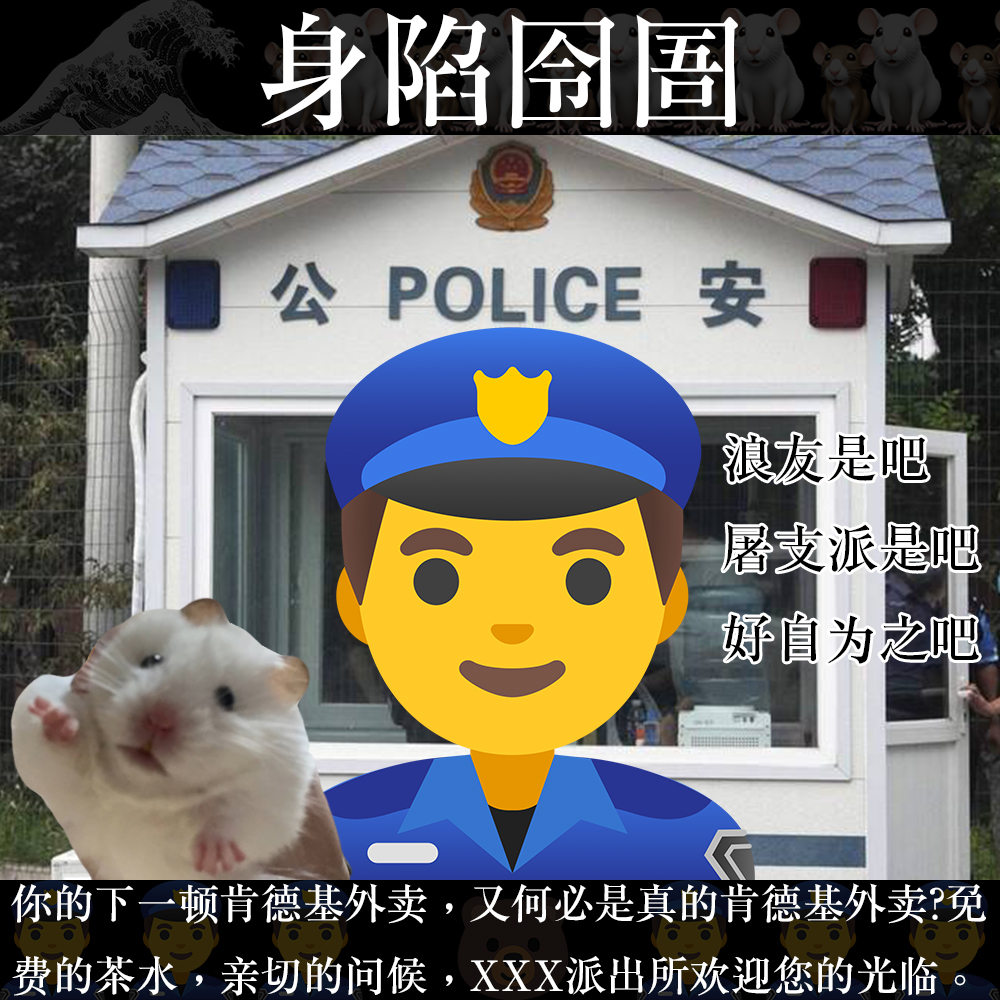 身陷囹圄
公 POLICE 安
浪友是吧
屠支派是吧
好自为之吧
你的下一顿肯德基外卖，又何必是真的肯德基外卖?免
费的茶水，亲切的问候，XXX派出所欢迎您的光临。